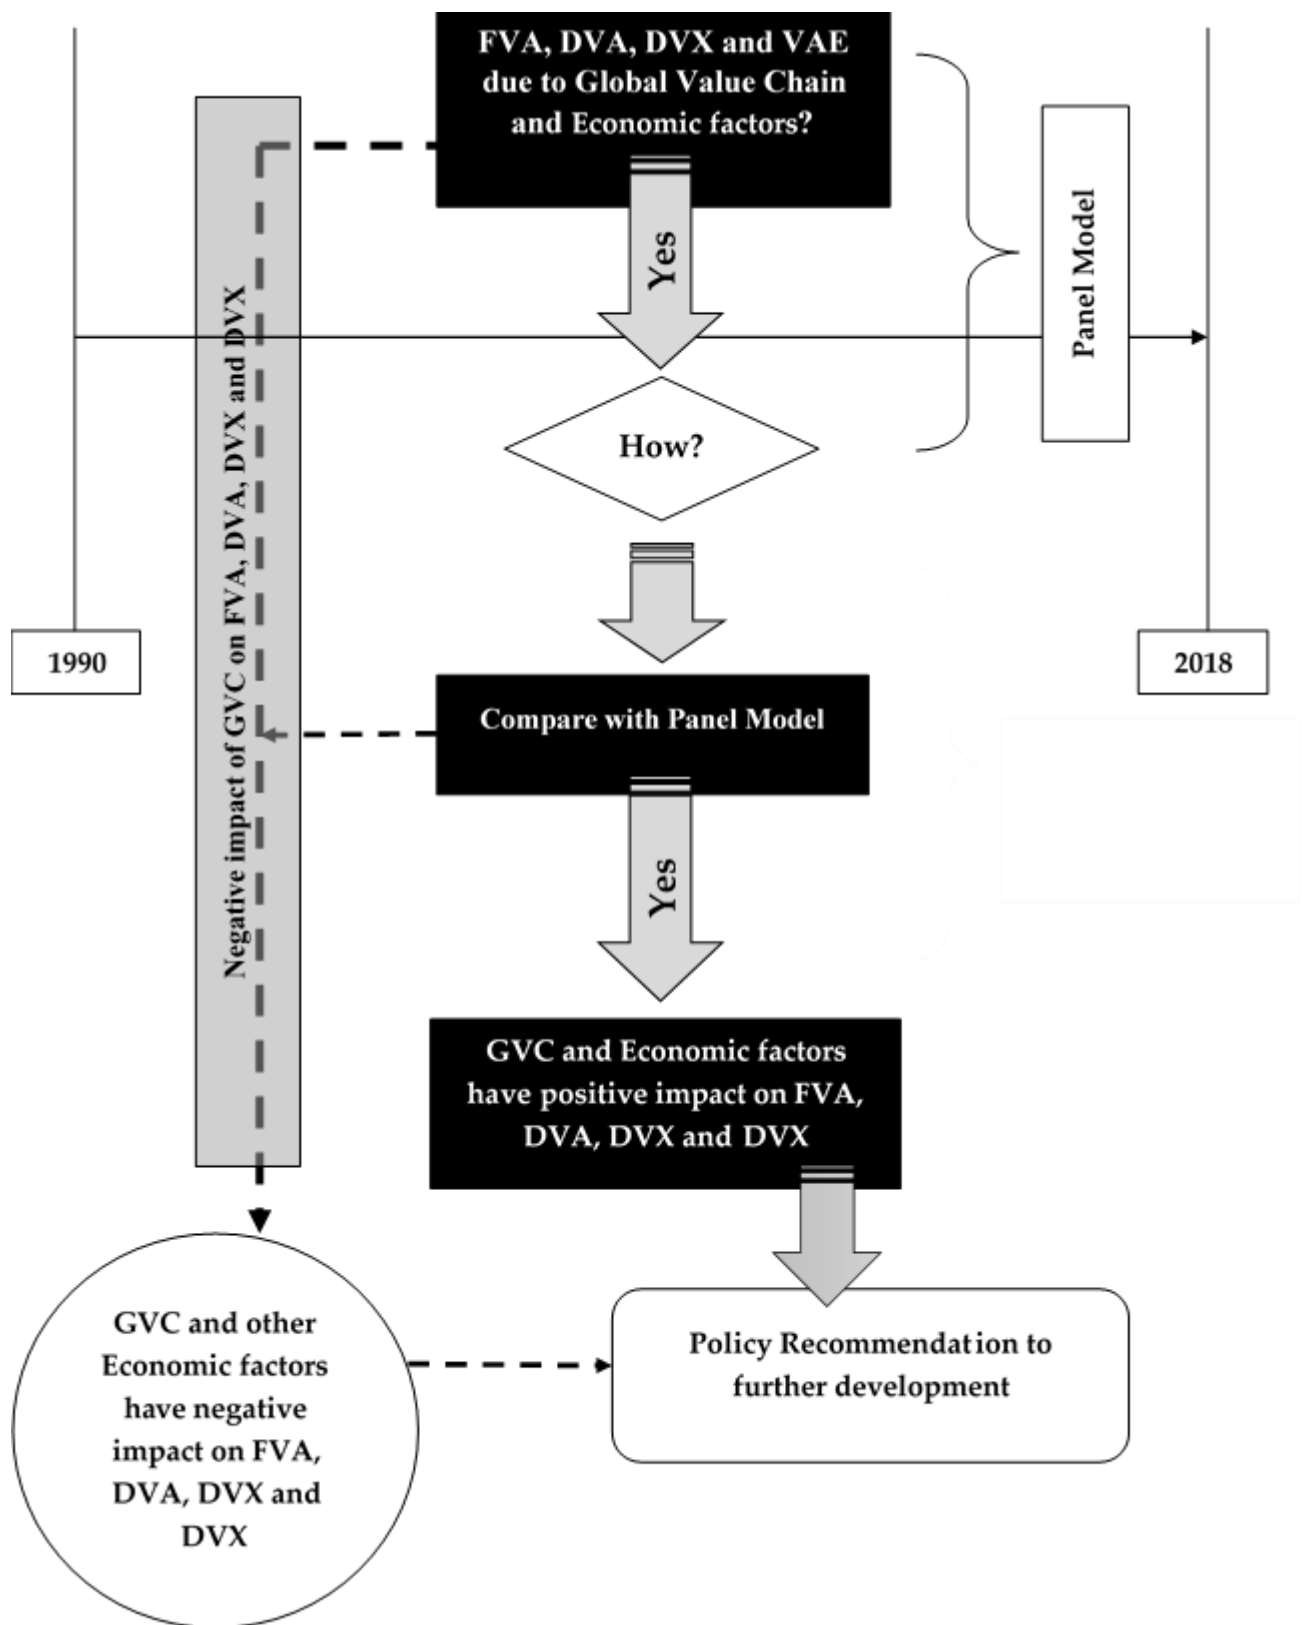 FVA, DVA, DVX and VAE
due to Global Value Chain
and Economic factors?
Yes
Panel Model
Negative impact of GVC on FVA, DVA, DVX and DVX
How?
1990
2018
Compare with Panel Model
Yes
GVC and Economic factors
have positive impact on FVA,
DVA, DVX and DVX
GVC and other
Economic factors
have negative
impact on FVA,
DVA, DVX and
DVX
Policy Recommendation to
further development